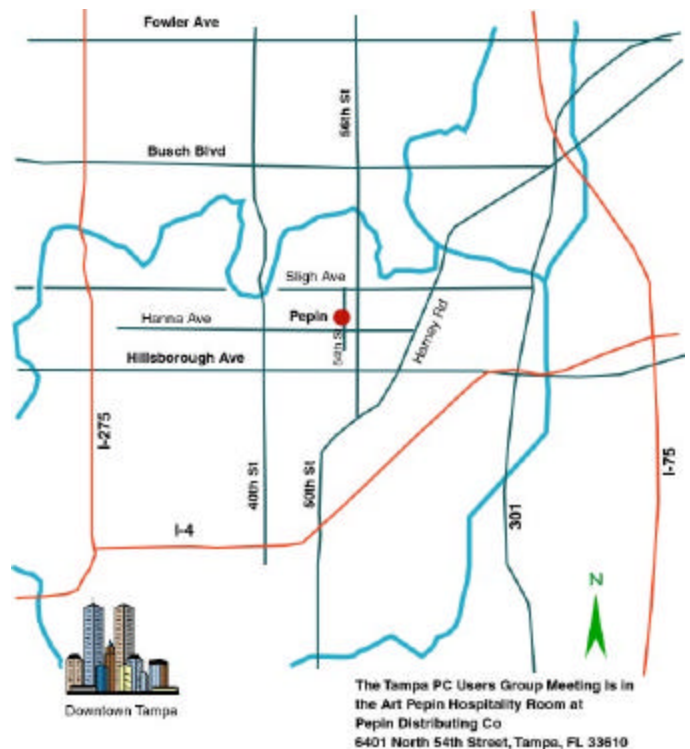 Fowler Ave
56th St
Busch Blvd
Sligh Ave
Hanna Ave
Pepin
54th St
Harney Rd
Hillsborough Ave
I-275
40th St
50th St
I-75
301
I-4
N
Downtown Tampa
The Tampa PC Users Group Meeting is in
the Art Pepin Hospitality Room at
Pepin Distributing Co
6401 North 54th Street, Tampa, FL 33610